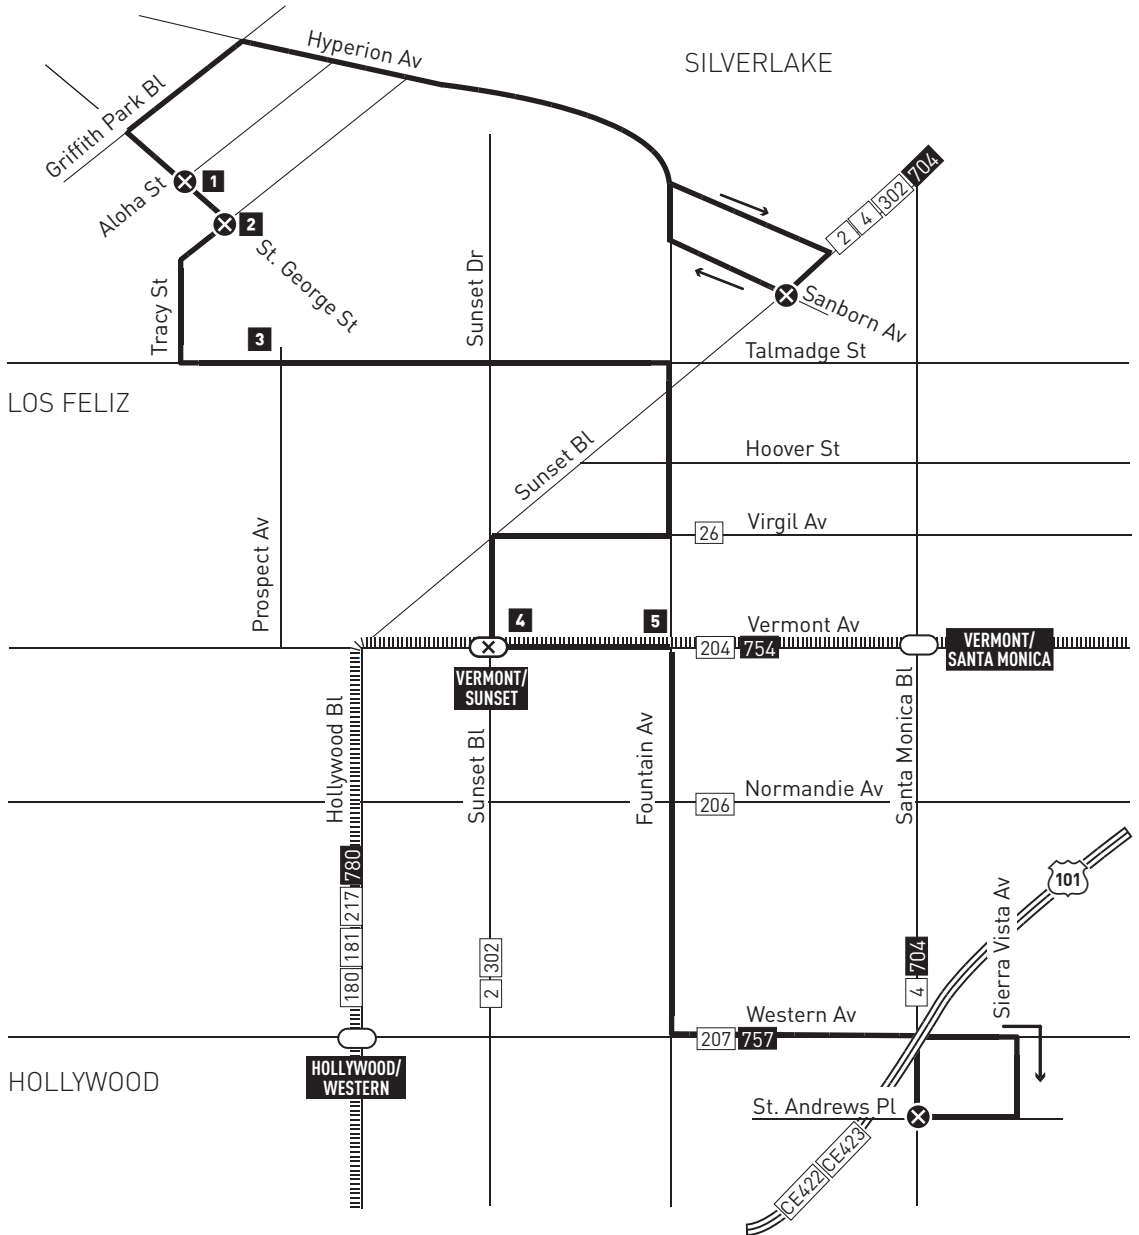 Hyperion Av
SILVERLAKE
Griffith Park Bl
Aloha St
1
2
St. George St
Tracy St
3
Sunset Dr
2
4
302
704
Sanborn Av
Talmadge St
LOS FELIZ
Sunset Bl
Hoover St
Prospect Av
26
Virgil Av
4
5
Vermont Av
204
754
VERMONT/
SANTA MONICA
VERMONT/
SUNSET
Hollywood Bl
Sunset Bl
Fountain Av
Santa Monica Bl
206
Normandie Av
101
Sierra Vista Av
180
181
217
780
2
302
4
704
Western Av
207
757
HOLLYWOOD
HOLLYWOOD/
WESTERN
St. Andrews Pl
CE422
CE423